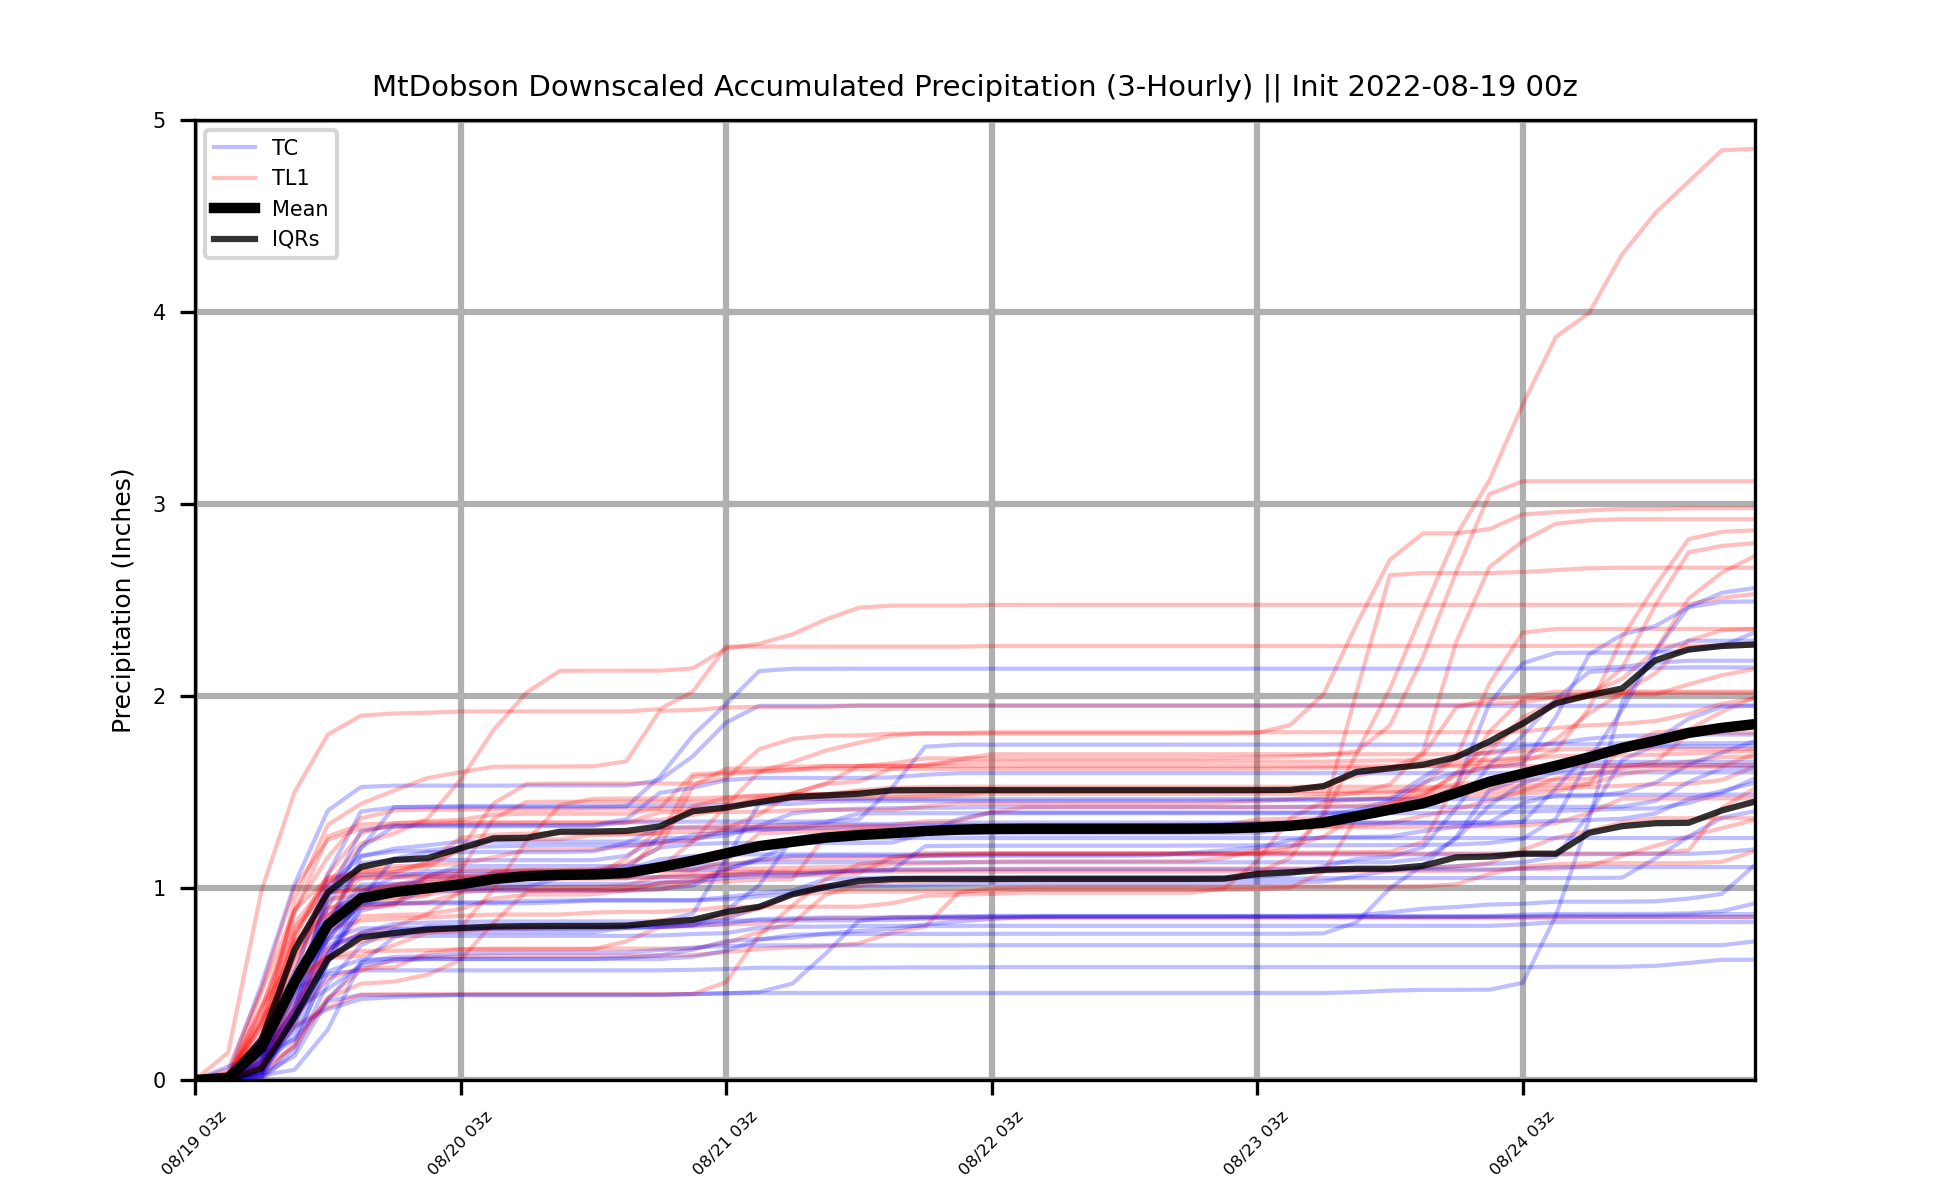 MtDobson Downscaled Accumulated Precipitation (3-Hourly) || Init 2022-08-19 00z
TC
TL1
Mean
IQRs
Precipitation (Inches)
5
4
3
2
1
0
08/19 03z
08/20 03z
08/21 03z
08/22 03z
08/23 03z
08/24 03z